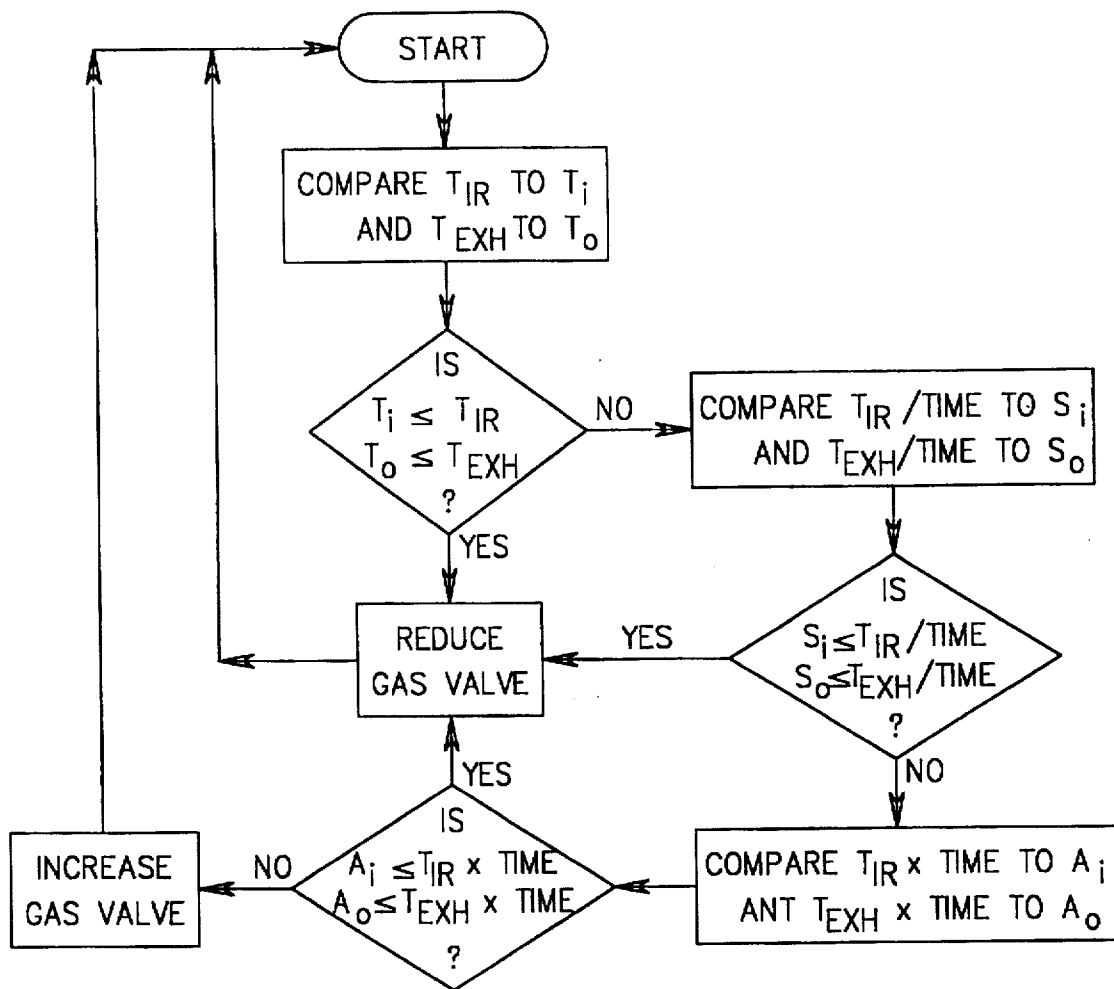 START
COMPARE T_IR TO T_i
AND T_EXH TO T_o
IS
T_i ≤ T_IR
T_o ≤ T_EXH
?
NO
YES
COMPARE T_IR /TIME TO S_i
AND T_EXH/TIME TO S_o
IS
S_i≤T_IR/TIME
S_o≤T_EXH/TIME
?
YES
NO
REDUCE
GAS VALVE
COMPARE T_IR x TIME TO A_i
ANT T_EXH x TIME TO A_o
YES
IS
A_i ≤T_IR x TIME
A_o≤T_EXH x TIME
?
NO
INCREASE
GAS VALVE